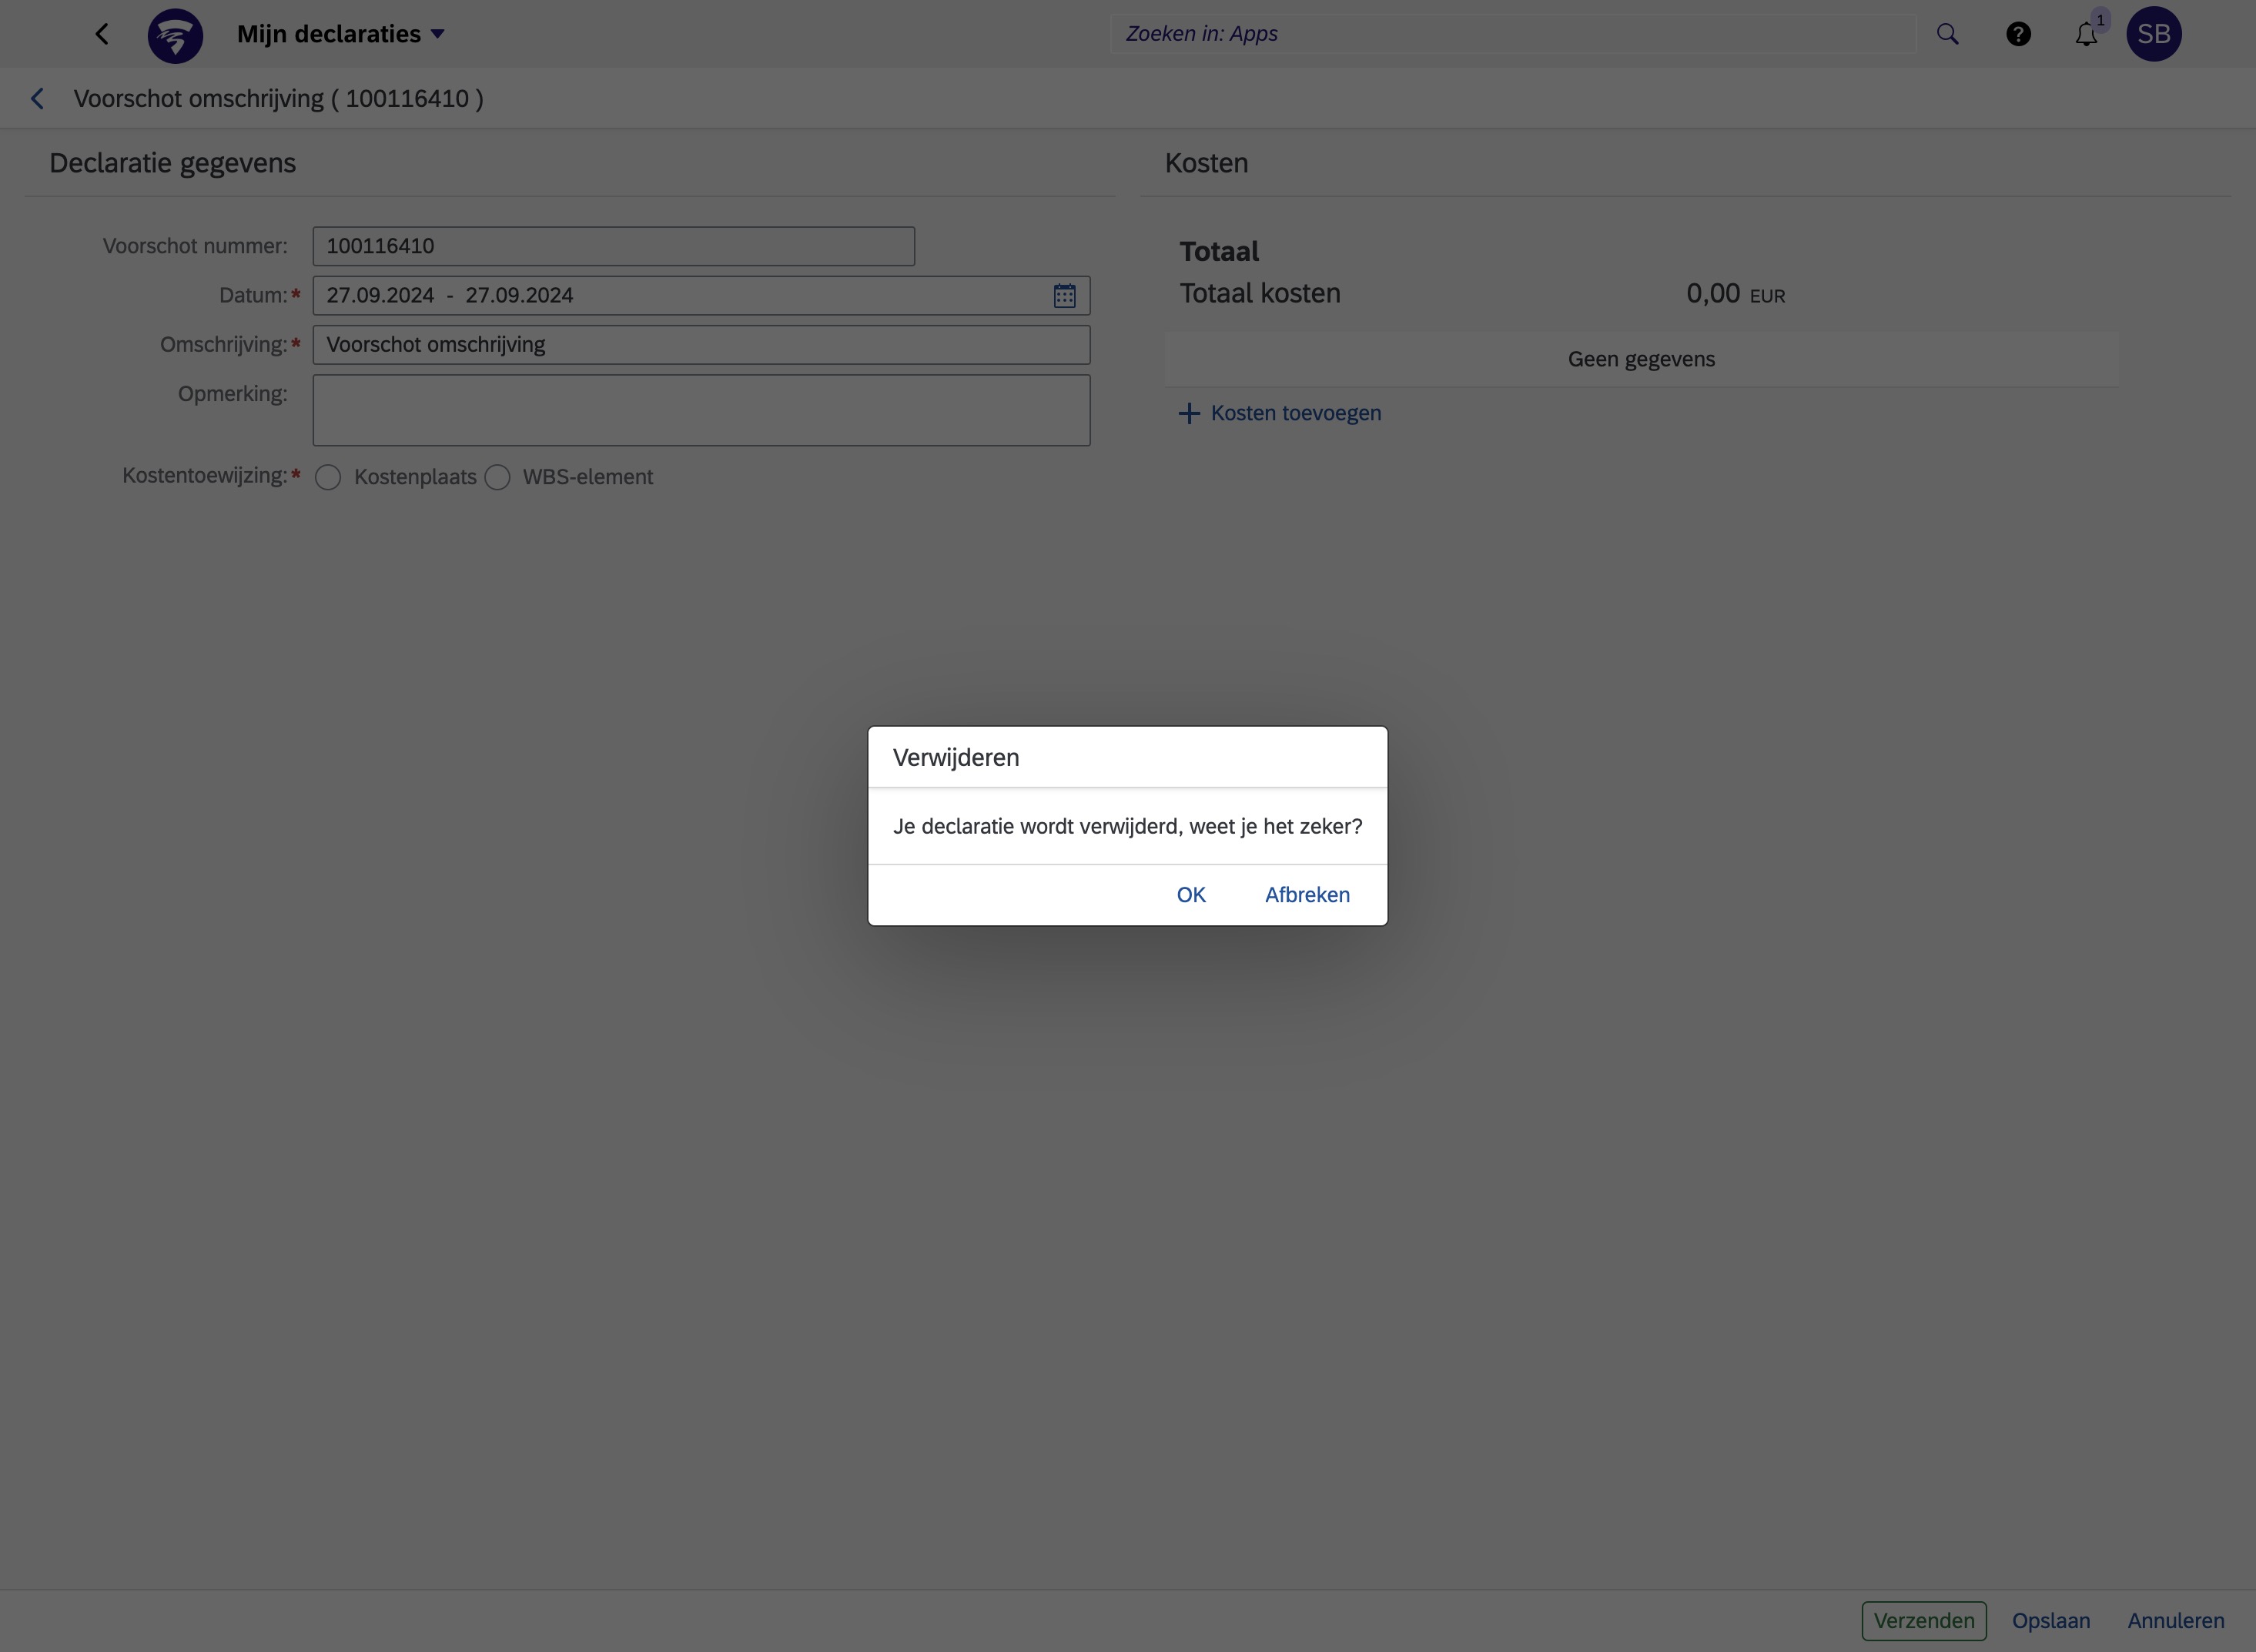 Mijn declaraties
Zoeken in: Apps
1
SB
Voorschot omschrijving ( 100116410 )
Declaratie gegevens
Voorschot nummer: 100116410
Datum:* 27.09.2024 - 27.09.2024
Omschrijving:* Voorschot omschrijving
Opmerking:
Kostentoewijzing:* Kostenplaats WBS-element
Kosten
Totaal
Totaal kosten 0,00 EUR
Geen gegevens
Kosten toevoegen
Verwijderen
Je declaratie wordt verwijderd, weet je het zeker?
OK Afbreken
Verzenden Opslaan Annuleren